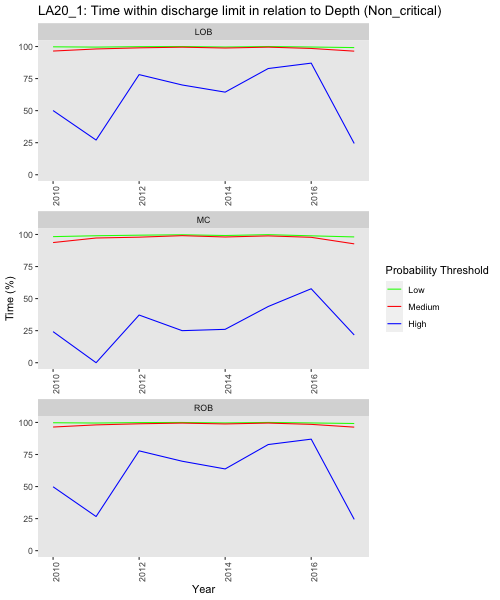 LA20_1: Time within discharge limit in relation to Depth (Non_critical)
LOB
100
75
50
25
0
2010 2012 2014 2016
MC
100
75
50
25
0
2010 2012 2014 2016
ROB
100
75
50
25
0
2010 2012 2014 2016
Time (%)
Year
Probability Threshold
Low
Medium
High